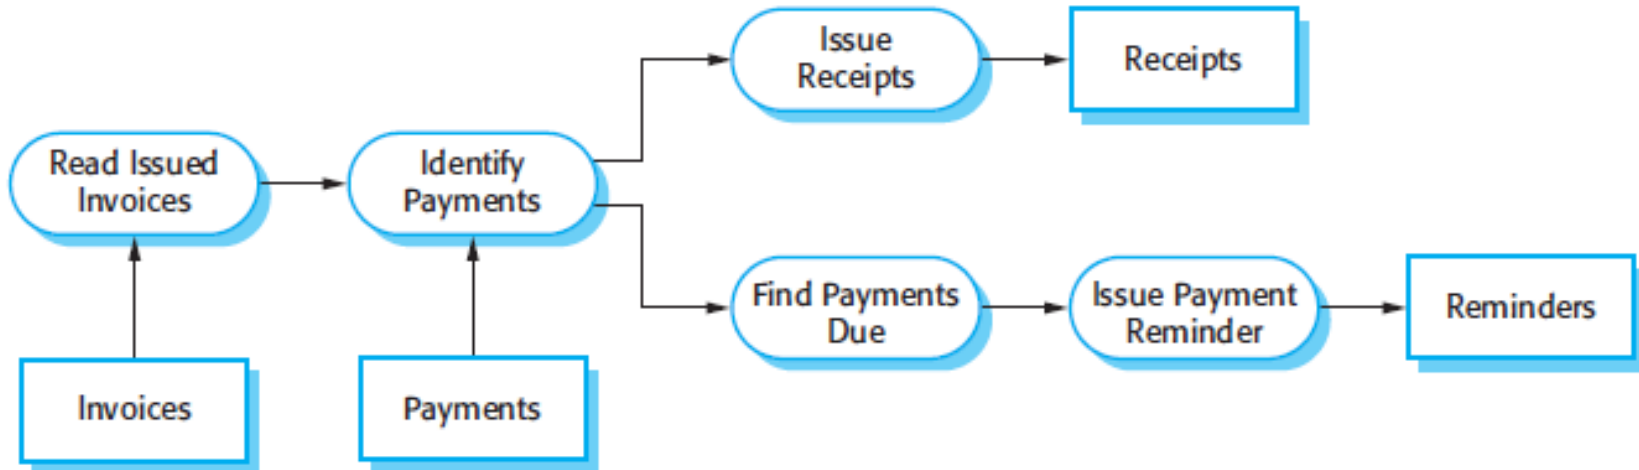 Issue
Receipts
Receipts
Read Issued
Invoices
Identify
Payments
Find Payments
Due
Issue Payment
Reminder
Reminders
Invoices
Payments